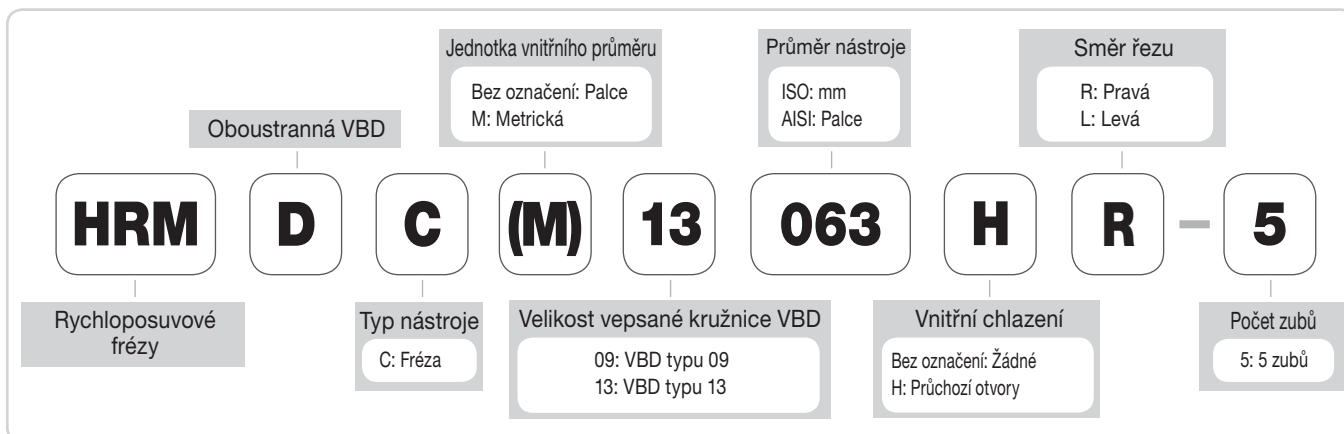 Jednotka vnitřního průměru
Bez označení: Palce
M: Metrická
Průměr nástroje
ISO: mm
AISI: Palce
Směr řezu
R: Pravá
L: Levá
Oboustranná VBD
HRM D C (M) 13 063 H R – 5
Rychloposuvové
frézy
Typ nástroje
C: Fréza
Velikost vepsané kružnice VBD
09: VBD typu 09
13: VBD typu 13
Vnitřní chlazení
Bez označení: Žádné
H: Průchozí otvory
Počet zubů
5: 5 zubů